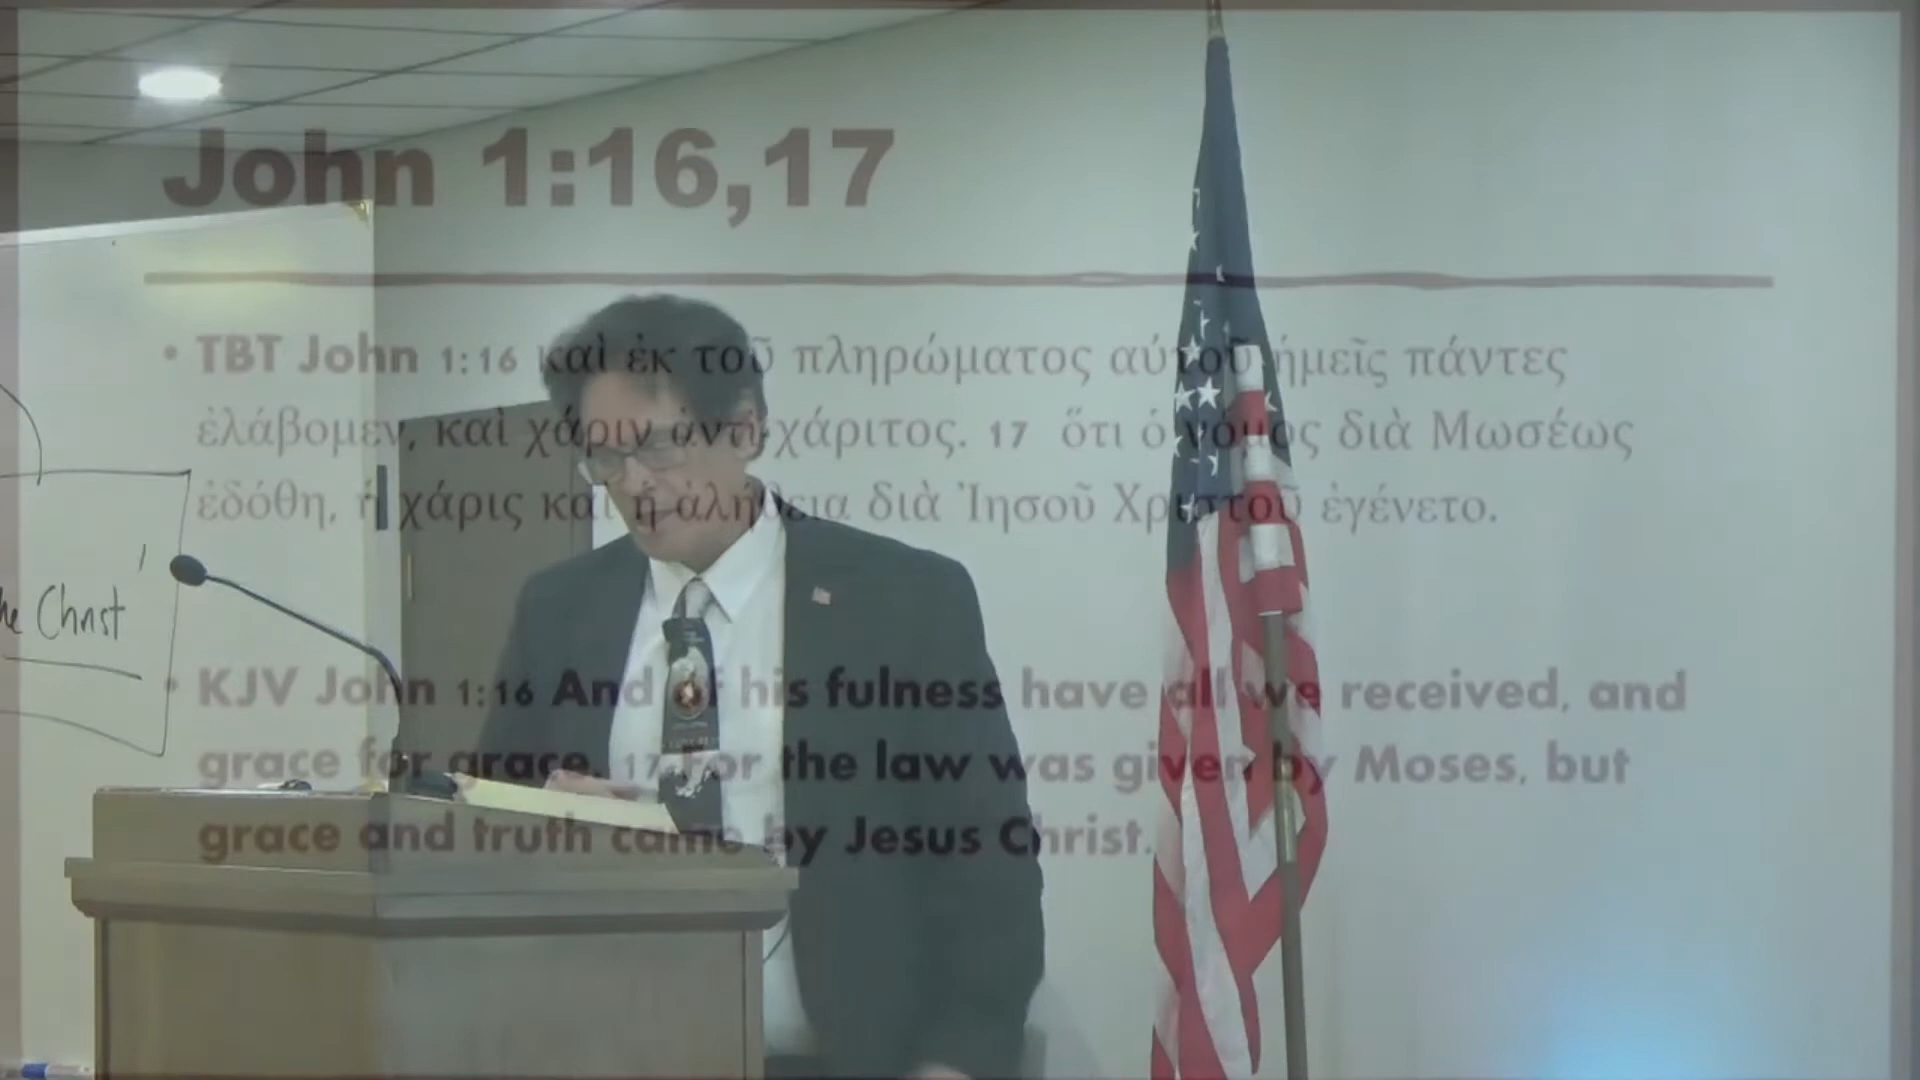 John 1:16,17
• TBT John 1:16 καὶ ἐκ τοῦ πληρώματος αὐτοῦ ἡμεῖς πάντες
ἐλάβομεν, καὶ χάριν ἀντὶ χάριτος. 17 ὅτι ὁ νόμος διὰ Μωσέως
ἐδόθη, ἡ χάρις καὶ ἡ ἀλήθεια διὰ Ἰησοῦ Χριστοῦ ἐγένετο.
he Christ
• KJV John 1:16 And of his fulness have all we received, and
grace for grace. 17 For the law was given by Moses, but
grace and truth came by Jesus Christ.